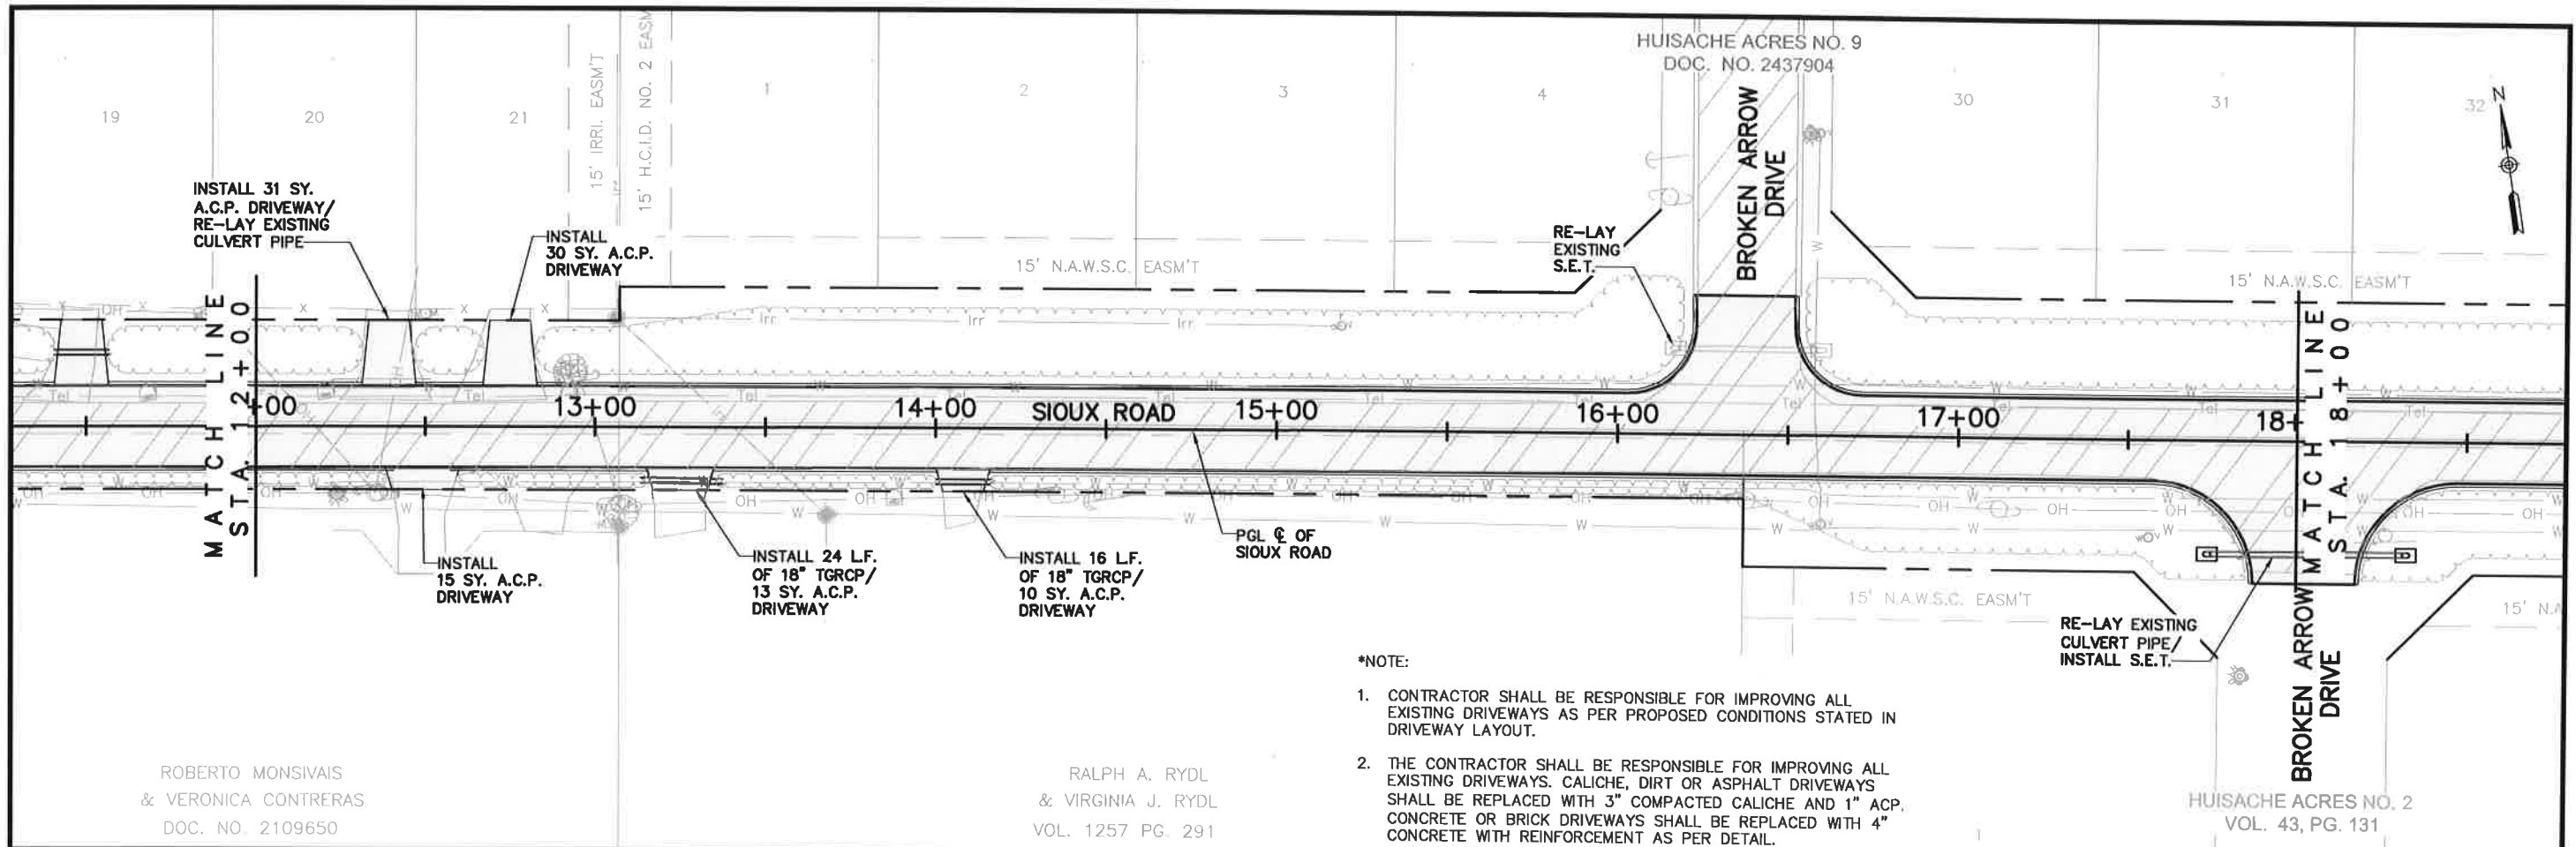 HUISACHE ACRES NO. 9
DOC. NO. 2437904
19
20
21
15' IRRI. EASM'T
15' H.C.I.D. NO. 2 EASM
1
2
3
4
30
31
32
N
BROKEN ARROW
DRIVE
INSTALL 31 SY.
A.C.P. DRIVEWAY/
RE-LAY EXISTING
CULVERT PIPE
INSTALL
30 SY. A.C.P.
DRIVEWAY
RE-LAY
EXISTING
S.E.T.
15' N.A.W.S.C. EASM'T
15' N.A.W.S.C. EASM'T
MATCH LINE
STA. 12+00
+00
13+00
14+00
SIOUX ROAD
15+00
16+00
17+00
18+
MATCH LINE
STA. 18+00
INSTALL
15 SY. A.C.P.
DRIVEWAY
INSTALL 24 L.F.
OF 18" TGRCP/
13 SY. A.C.P.
DRIVEWAY
INSTALL 16 L.F.
OF 18" TGRCP/
10 SY. A.C.P.
DRIVEWAY
PGL ℄ OF
SIOUX ROAD
15' N.A.W.S.C. EASM'T
15' N.A
RE-LAY EXISTING
CULVERT PIPE/
INSTALL S.E.T.
BROKEN ARROW
DRIVE
*NOTE:
1. CONTRACTOR SHALL BE RESPONSIBLE FOR IMPROVING ALL
EXISTING DRIVEWAYS AS PER PROPOSED CONDITIONS STATED IN
DRIVEWAY LAYOUT.
2. THE CONTRACTOR SHALL BE RESPONSIBLE FOR IMPROVING ALL
EXISTING DRIVEWAYS. CALICHE, DIRT OR ASPHALT DRIVEWAYS
SHALL BE REPLACED WITH 3" COMPACTED CALICHE AND 1" ACP.
CONCRETE OR BRICK DRIVEWAYS SHALL BE REPLACED WITH 4"
CONCRETE WITH REINFORCEMENT AS PER DETAIL.
ROBERTO MONSIVAIS
& VERONICA CONTRERAS
DOC. NO. 2109650
RALPH A. RYDL
& VIRGINIA J. RYDL
VOL. 1257 PG. 291
HUISACHE ACRES NO. 2
VOL. 43, PG. 131